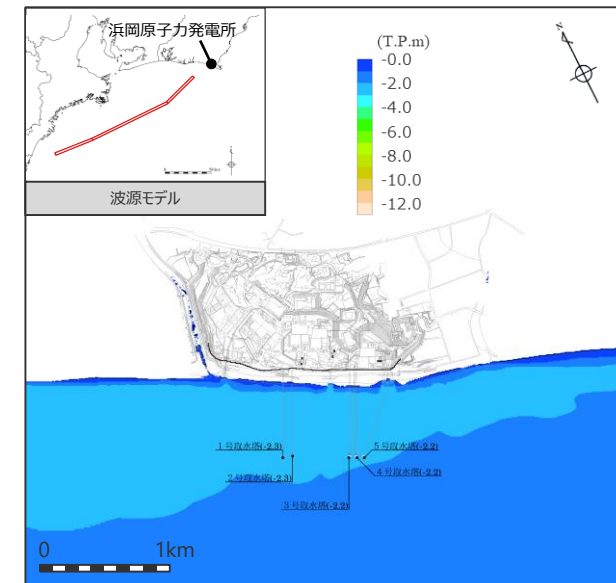 浜岡原子力発電所
波源モデル
(T.P.m)
-0.0
-2.0
-4.0
-6.0
-8.0
-10.0
-12.0
N
1号取水塔(-2.3)
2号取水塔(-2.3)
3号取水塔(-2.2)
4号取水塔(-2.2)
5号取水塔(-2.2)
0 1km